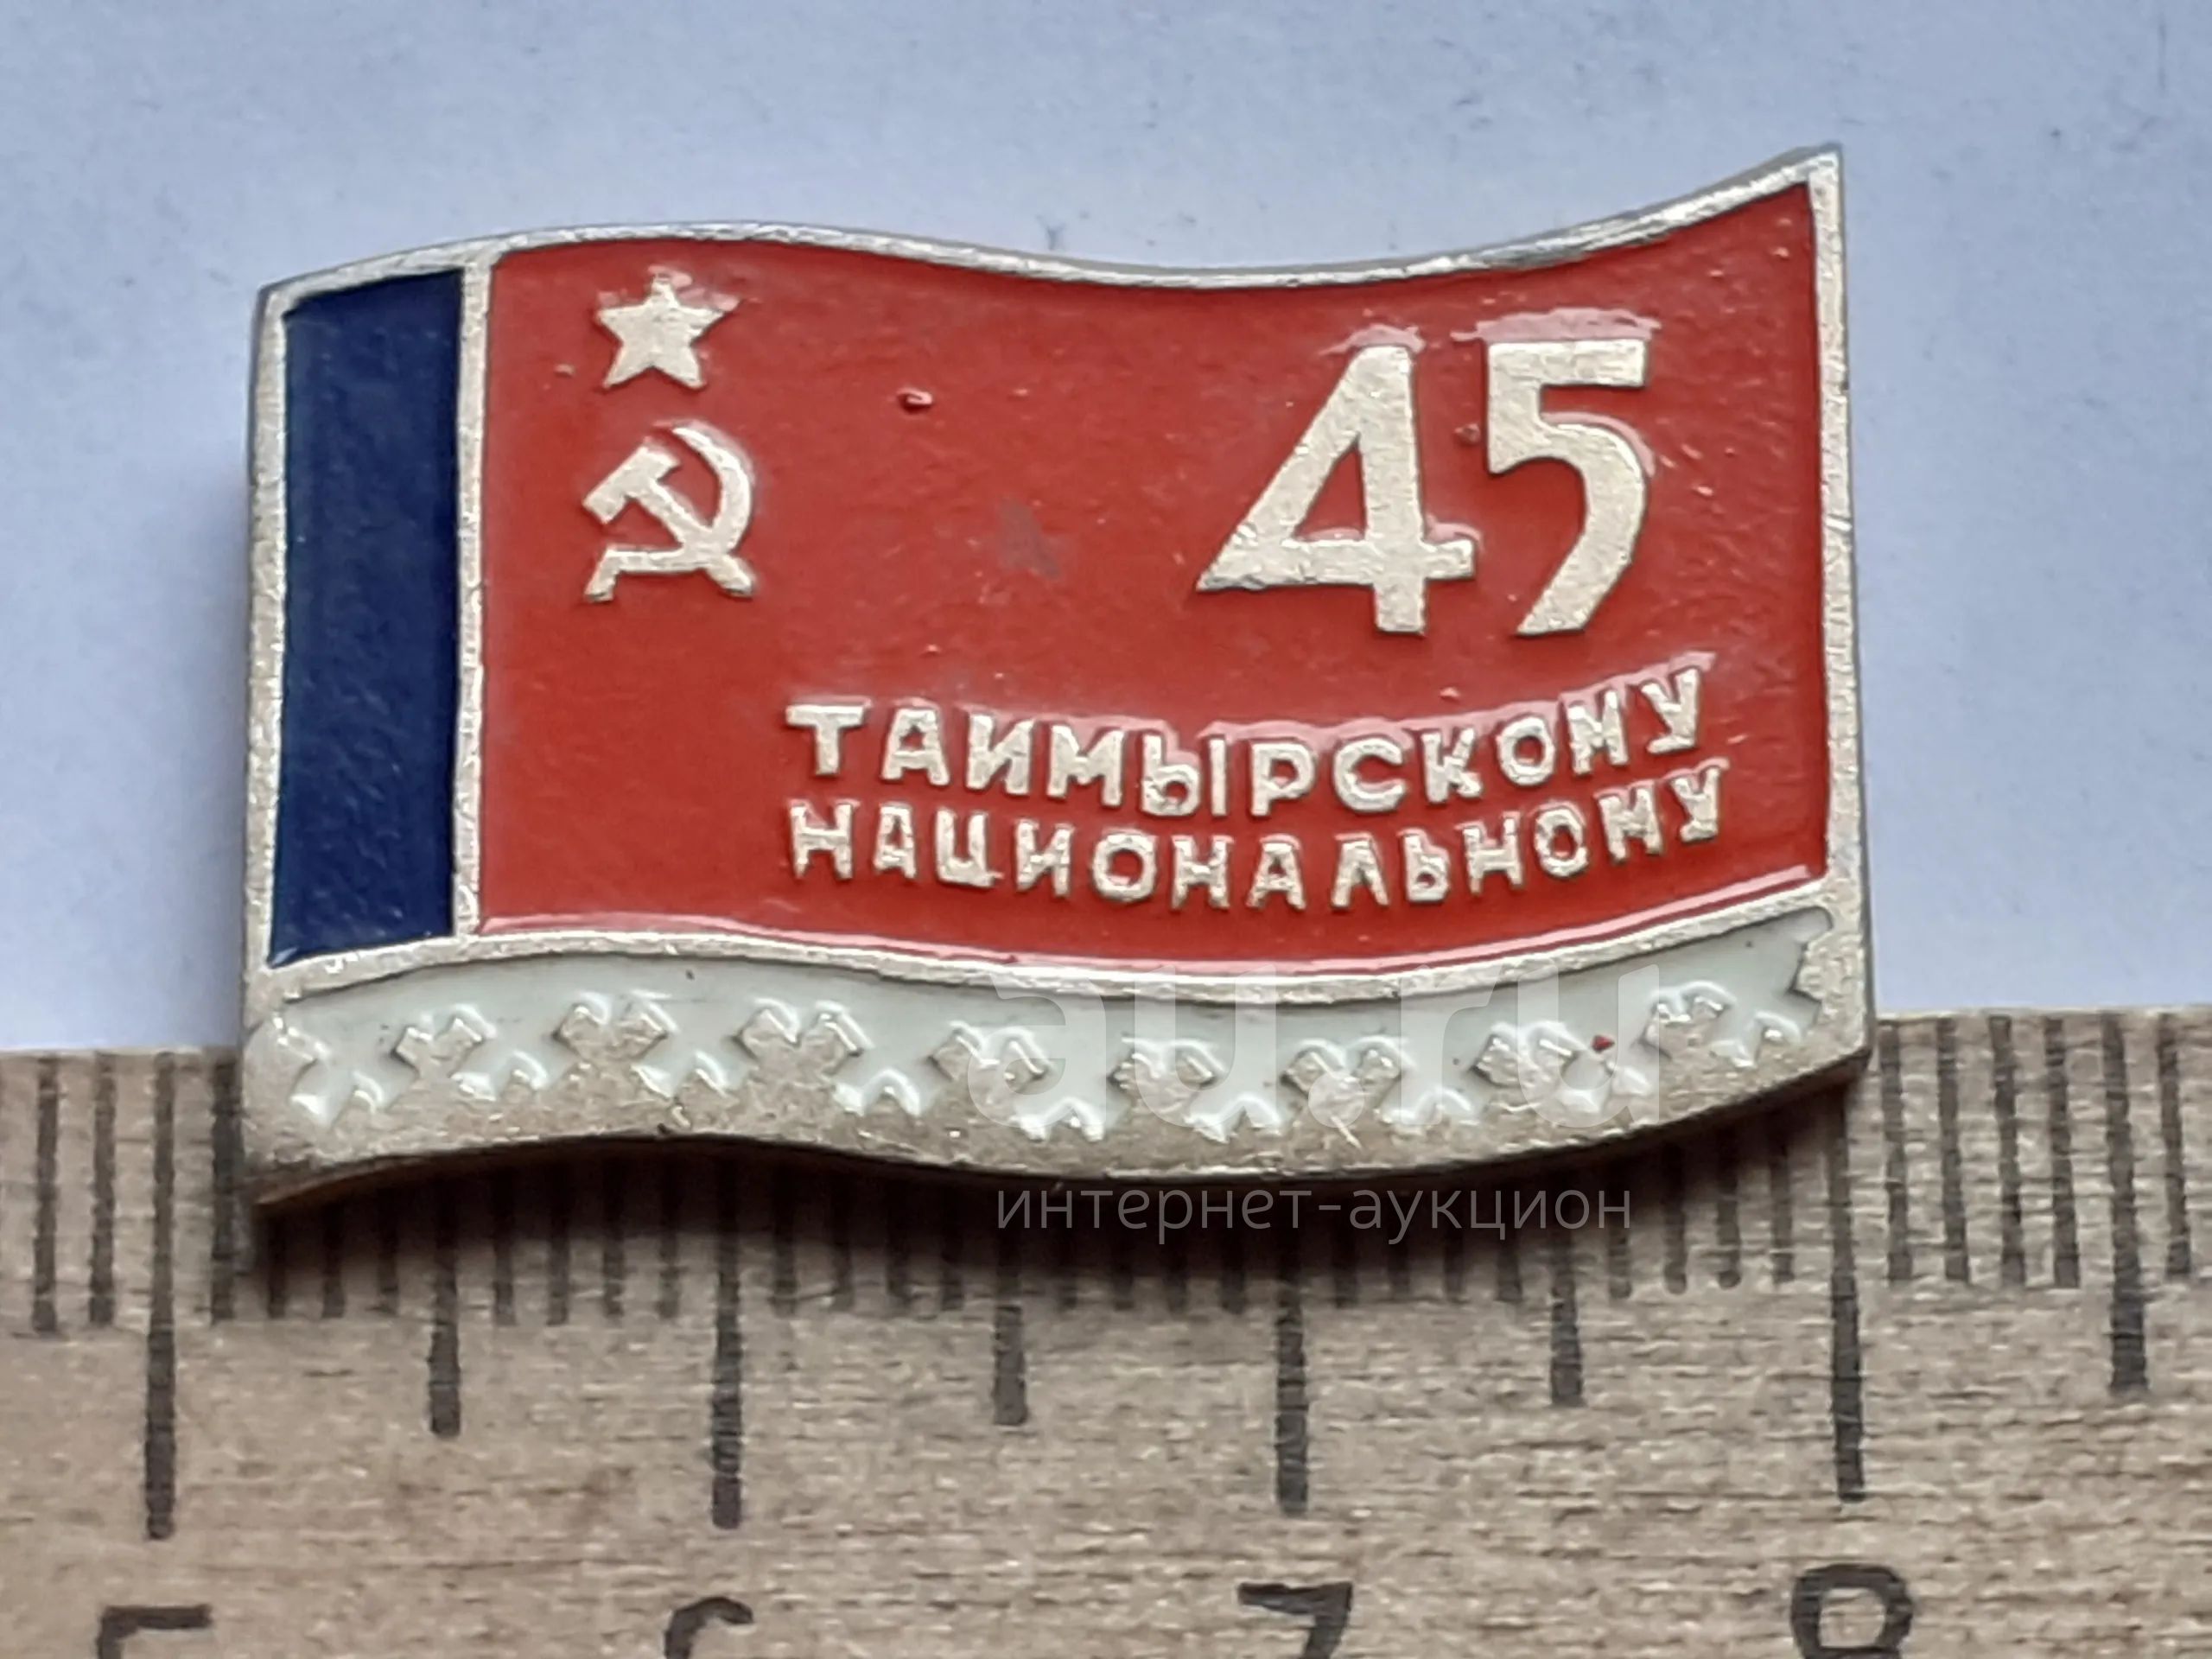 45
ТАИМЫРСКОМУ
НАЦИОНАЛЬНОМУ
au.ru
интернет-аукцион
5 6 7 8